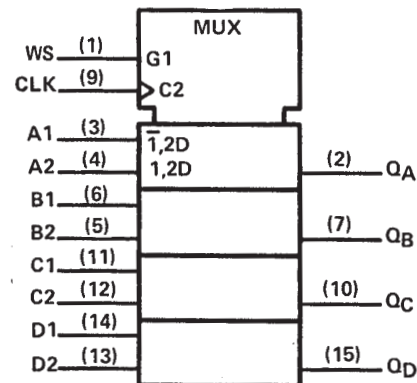 MUX
WS (1) G1
CLK (9) C2
A1 (3) 1̅,2D
A2 (4) 1,2D (2) QA
B1 (6)
B2 (5) (7) QB
C1 (11)
C2 (12) (10) QC
D1 (14)
D2 (13) (15) QD